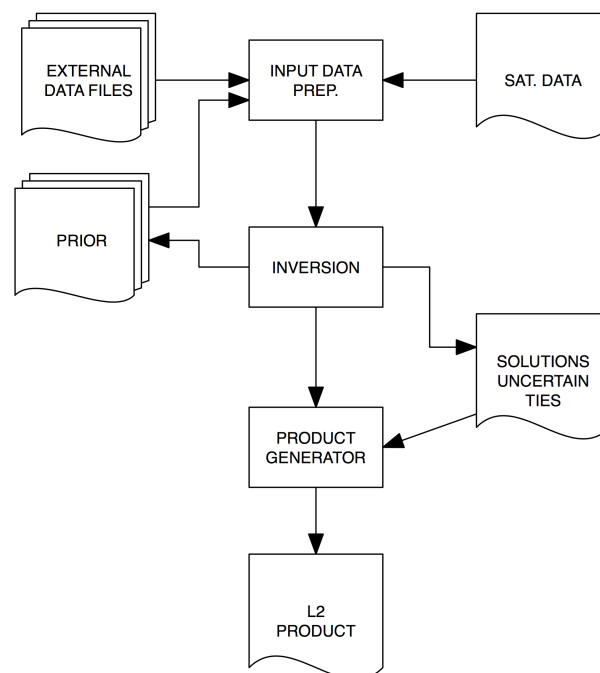 EXTERNAL
DATA FILES
INPUT DATA
PREP.
SAT. DATA
PRIOR
INVERSION
SOLUTIONS
UNCERTAIN
TIES
PRODUCT
GENERATOR
L2
PRODUCT